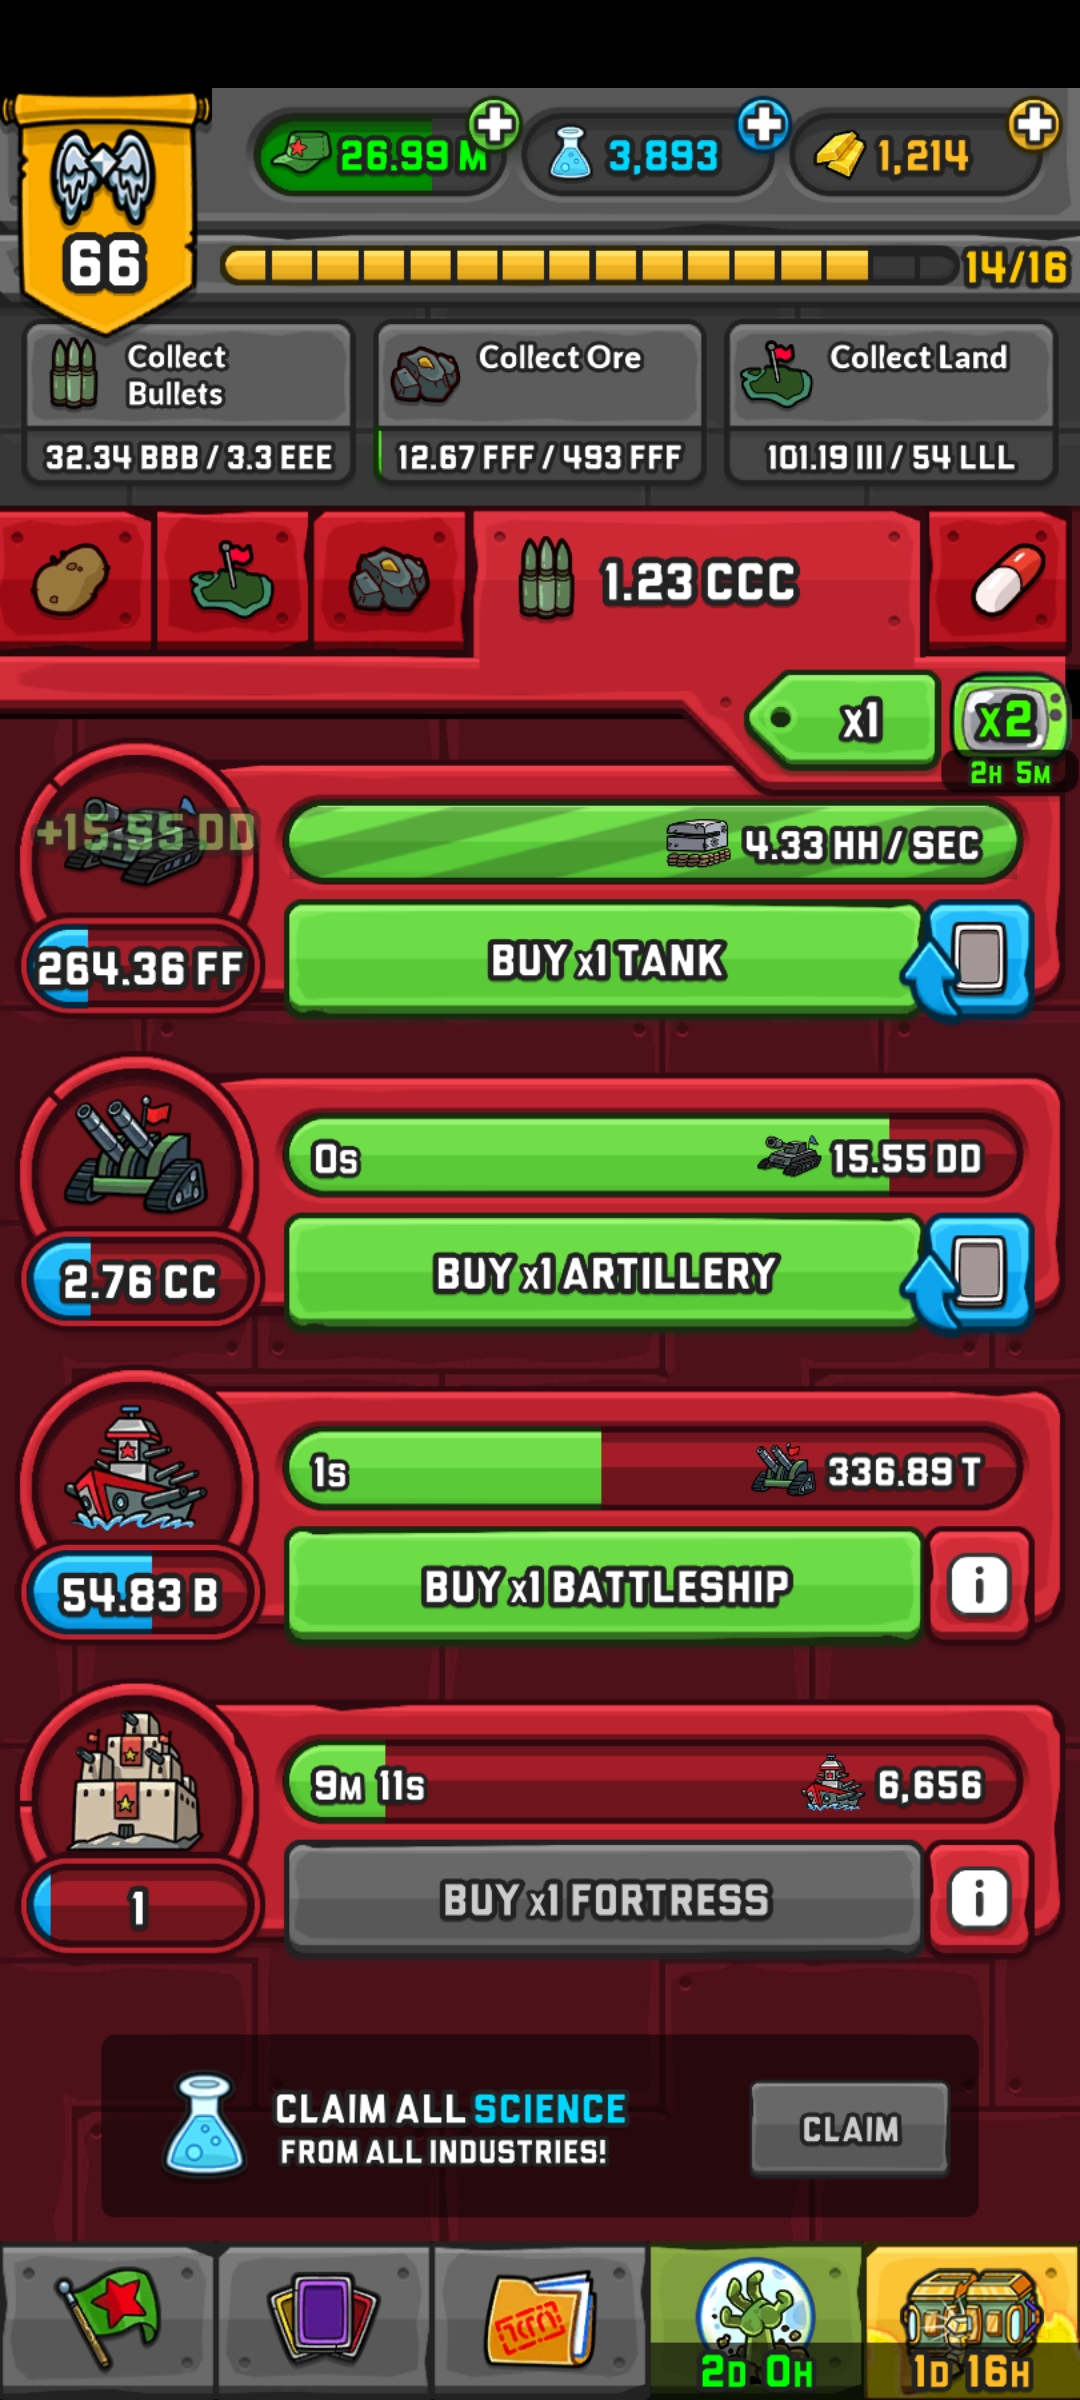 26.99 M
3,893
1,214
66
14/16
Collect
Bullets
Collect Ore
Collect Land
32.34 BBB / 3.3 EEE
12.67 FFF / 493 FFF
101.19 III / 54 LLL
1.23 CCC
x1
x2
2H 5M
+15.55 DD
4.33 HH / SEC
264.36 FF
BUY x1 TANK
0s
15.55 DD
2.76 CC
BUY x1 ARTILLERY
1s
336.89 T
54.83 B
BUY x1 BATTLESHIP
i
9M 11s
6,656
1
BUY x1 FORTRESS
i
CLAIM ALL SCIENCE
FROM ALL INDUSTRIES!
CLAIM
2D 0H
1D 16H